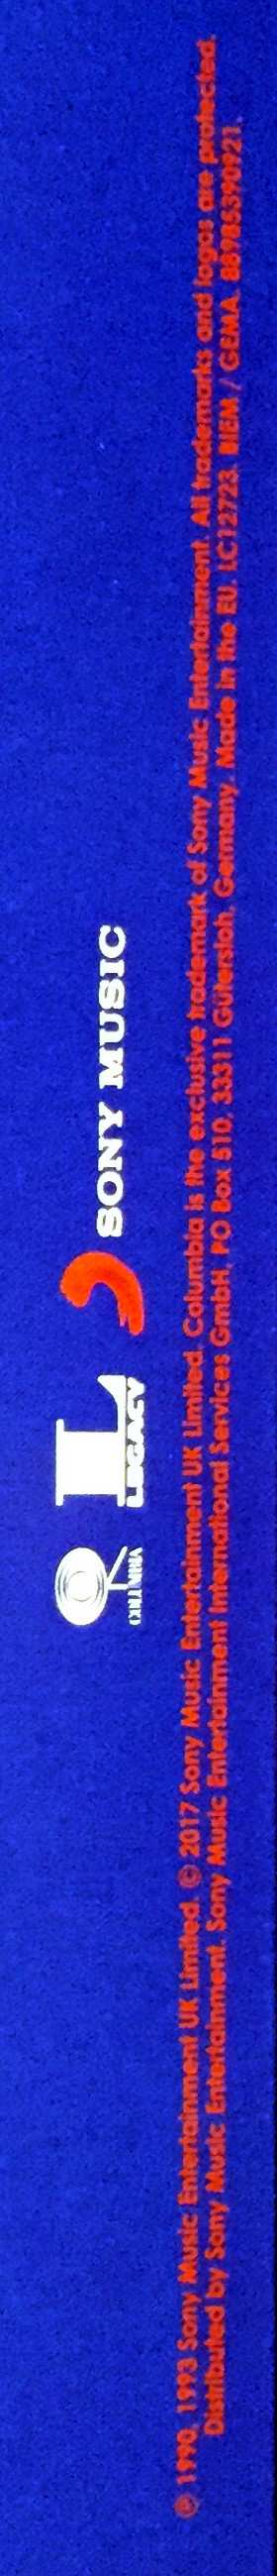 COLUMBIA
LEGACY
SONY MUSIC
℗ 1990, 1993 Sony Music Entertainment UK Limited. © 2017 Sony Music Entertainment UK Limited. Columbia is the exclusive trademark of Sony Music Entertainment. All trademarks and logos are protected.
Distributed by Sony Music Entertainment. Sony Music Entertainment International Services GmbH, PO Box 510, 33311 Gütersloh, Germany. Made in the EU. LC12723. BIEM / GEMA. 88985390921.